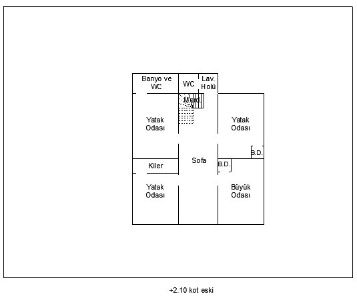 Banyo ve
WC
WC
Lav.
Holü
Merd.
Yatak
Odası
Yatak
Odası
B.D.
Sofa
Kiler
B.D.
Yatak
Odası
Büyük
Odası
+2.10 kot eski